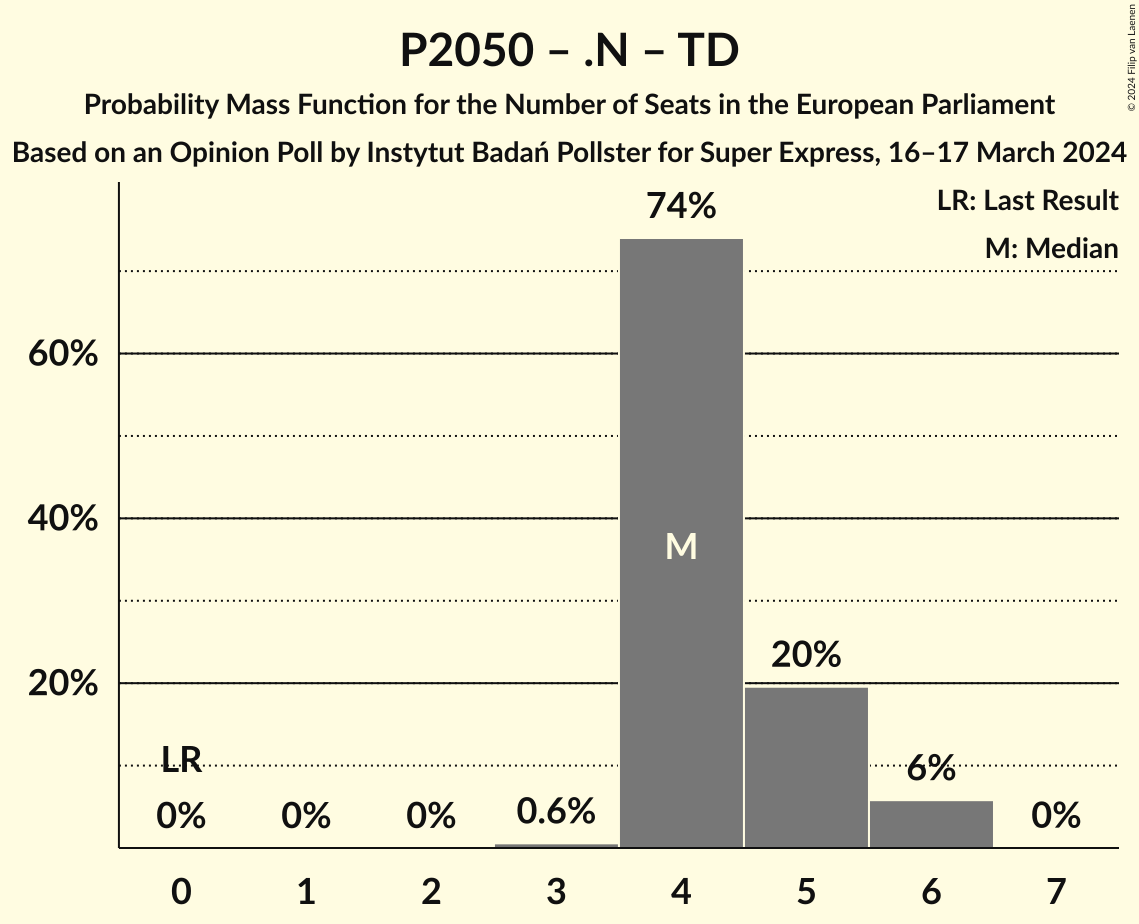 P2050 – .N – TD
Probability Mass Function for the Number of Seats in the European Parliament
Based on an Opinion Poll by Instytut Badań Pollster for Super Express, 16–17 March 2024
© 2024 Filip van Laenen
LR: Last Result
M: Median
74%
60%
40%
M
20%
20%
LR
6%
0%
0%
0%
0.6%
0%
0
1
2
3
4
5
6
7